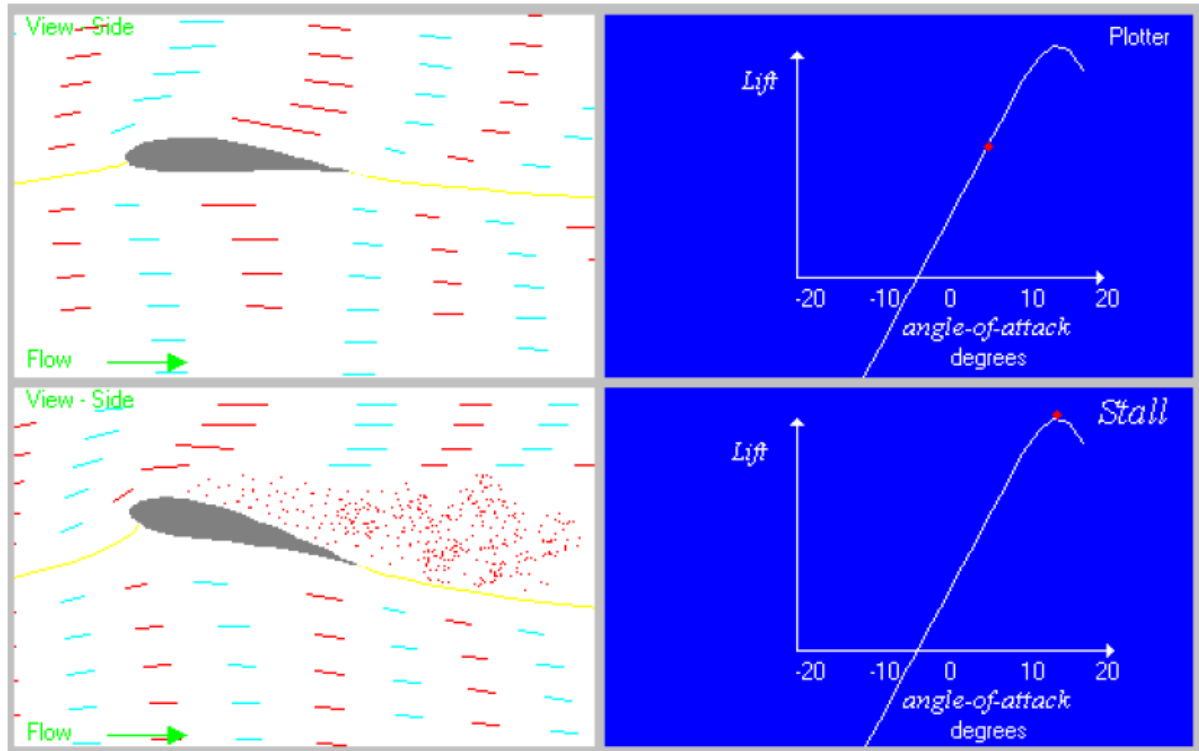 View - Side
Flow
Plotter
Lift
-20 -10 0 10 20
angle-of-attack
degrees
View - Side
Flow
Stall
Lift
-20 -10 0 10 20
angle-of-attack
degrees